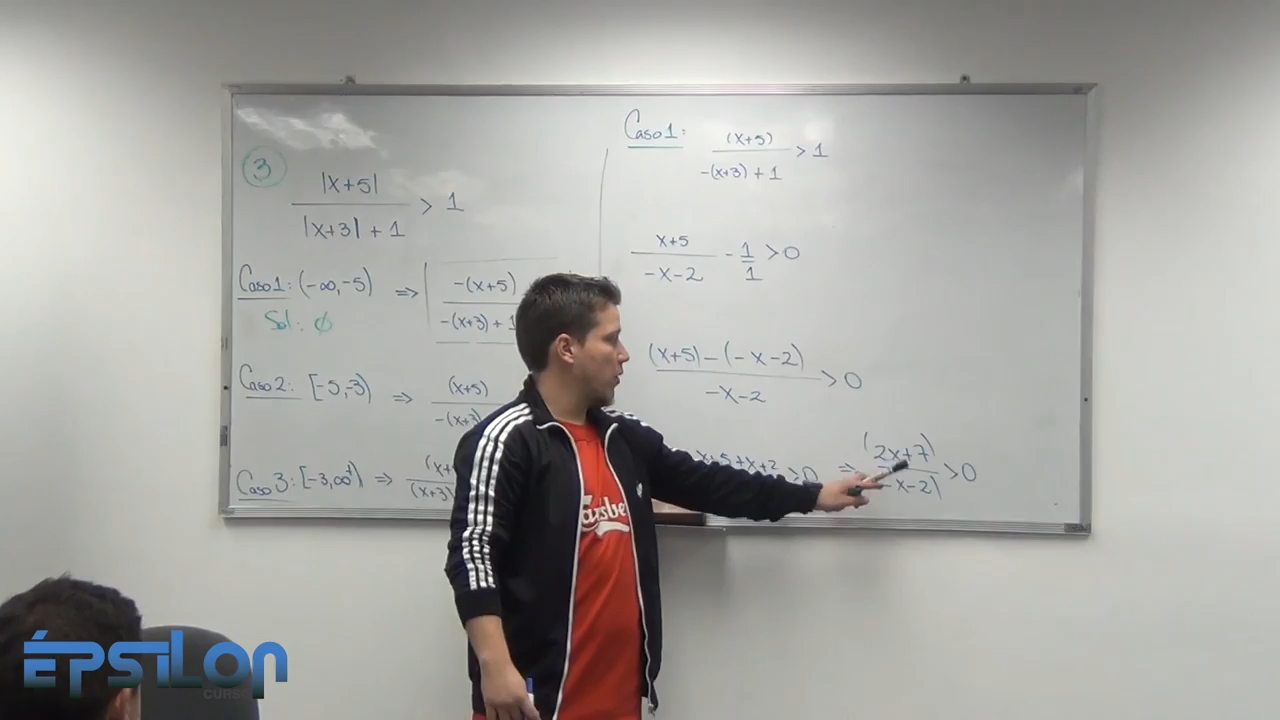 3
|x+5|
|x+3| + 1
> 1
Caso 1: (-∞, -5) ⇒
-(x+5)
-(x+3) + 1
Sol: ∅
Caso 2: [-5, -3) ⇒
(x+5)
-(x+3)
Caso 3: [-3, ∞⁺) ⇒
(x+
(x+3)
Caso 1:
(x+5)
-(x+3) + 1
> 1
x+5
-x-2
- 1/1 > 0
(x+5) - (-x-2)
-x-2
> 0
x+5+x+2
> 0 ⇒
(2x+7)
-x-2)
> 0
Carlsbe
ÉPSILON
CURSO